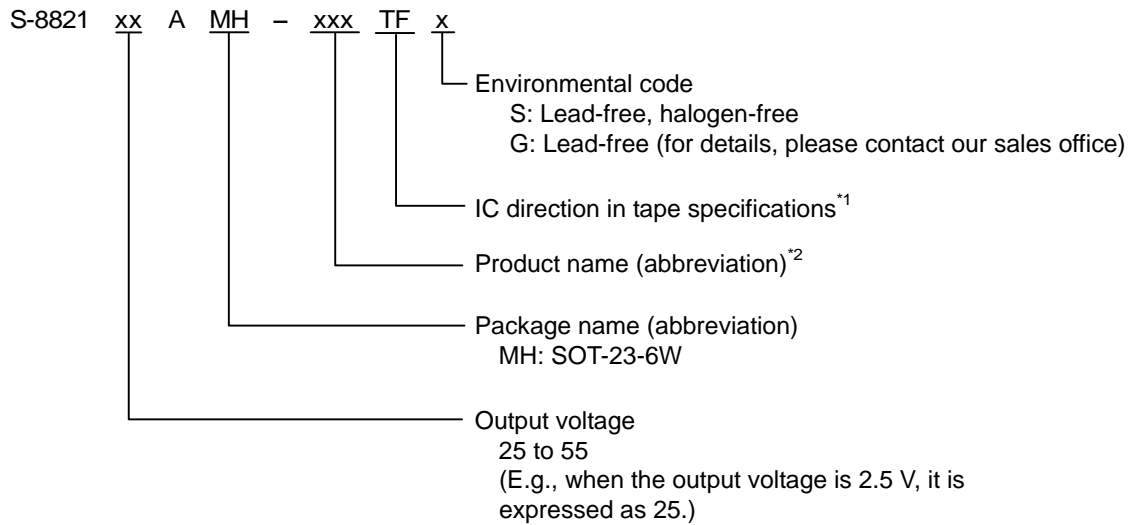 S-8821 xx A MH – xxx TF x
Environmental code
S: Lead-free, halogen-free
G: Lead-free (for details, please contact our sales office)
IC direction in tape specifications*1
Product name (abbreviation)*2
Package name (abbreviation)
MH: SOT-23-6W
Output voltage
25 to 55
(E.g., when the output voltage is 2.5 V, it is
expressed as 25.)